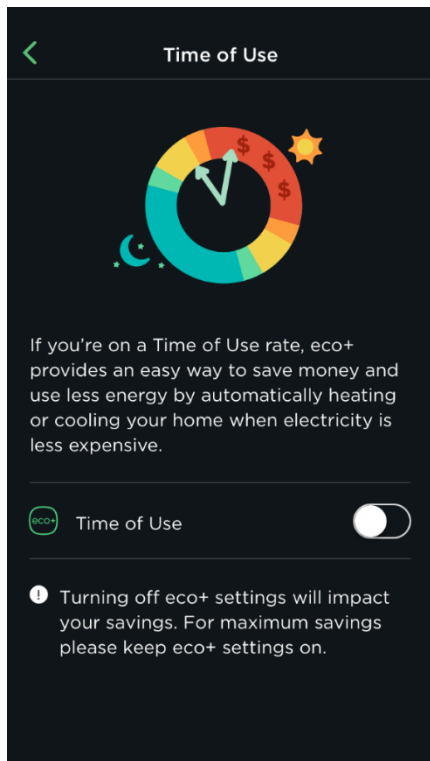 Time of Use
$ $ $
If you're on a Time of Use rate, eco+
provides an easy way to save money and
use less energy by automatically heating
or cooling your home when electricity is
less expensive.
eco+ Time of Use
! Turning off eco+ settings will impact
your savings. For maximum savings
please keep eco+ settings on.